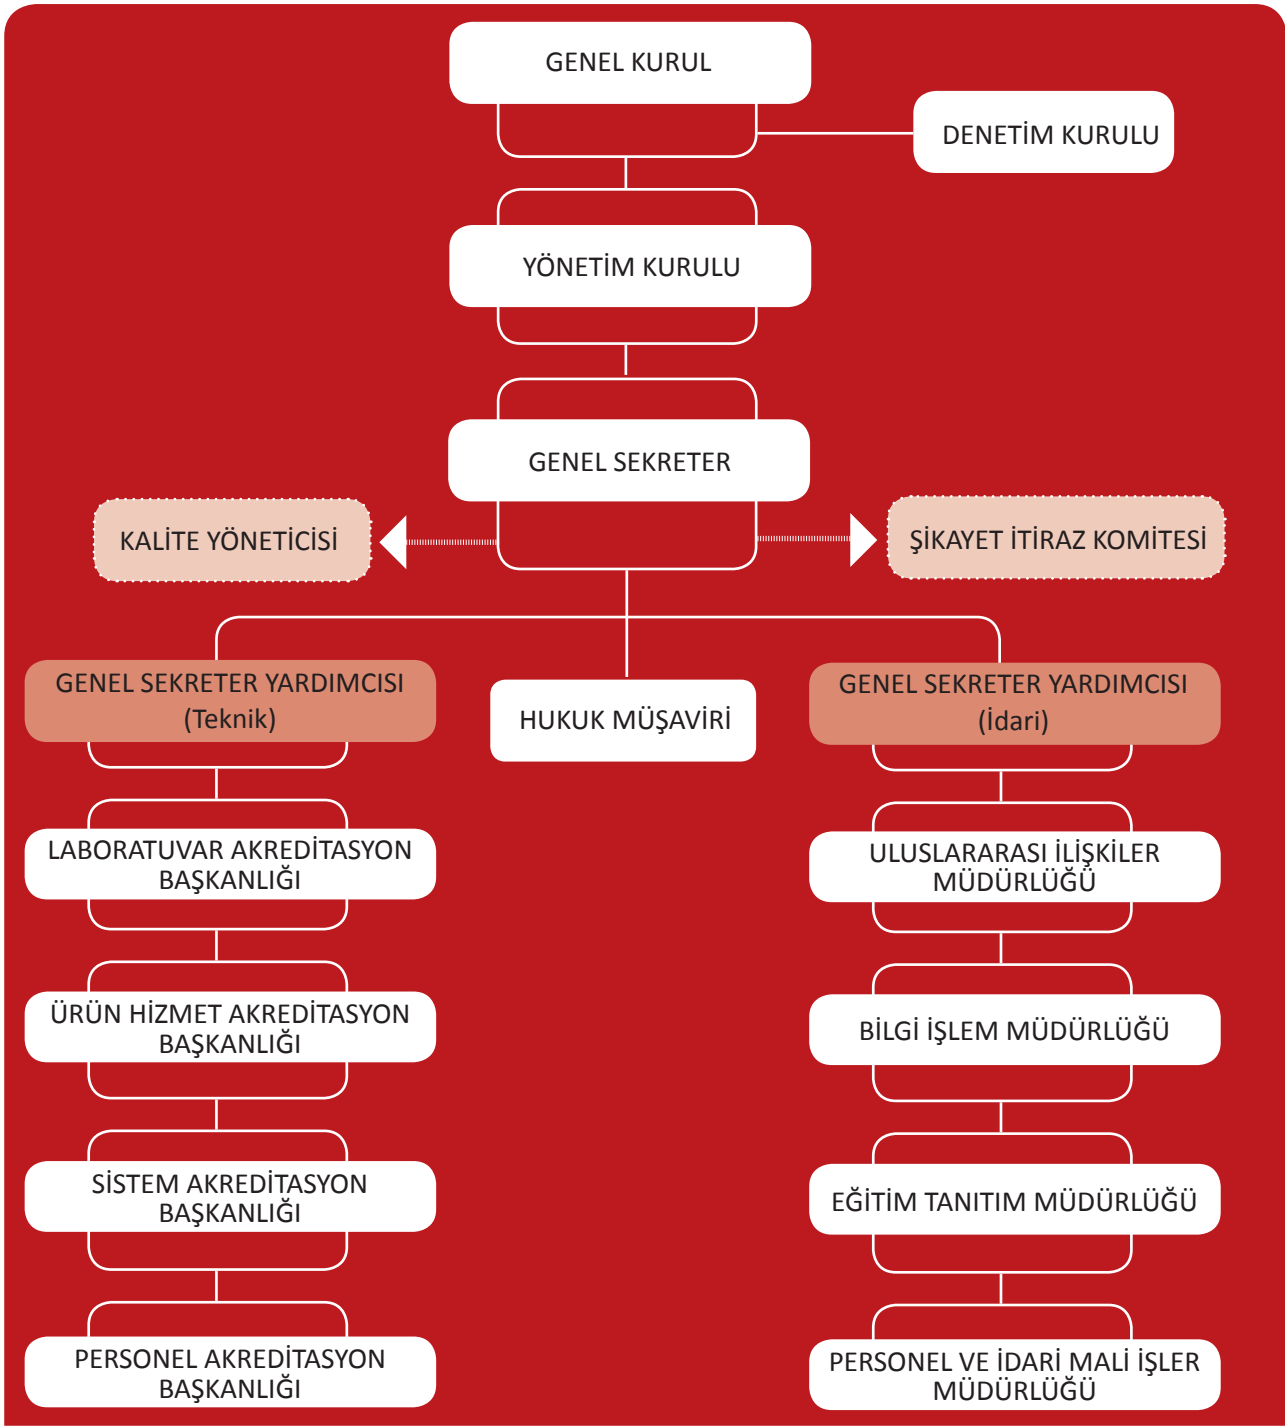 GENEL KURUL
DENETİM KURULU
YÖNETİM KURULU
GENEL SEKRETER
KALİTE YÖNETİCİSİ
ŞİKAYET İTİRAZ KOMİTESİ
GENEL SEKRETER YARDIMCISI
(Teknik)
HUKUK MÜŞAVİRİ
GENEL SEKRETER YARDIMCISI
(İdari)
LABORATUVAR AKREDİTASYON
BAŞKANLIĞI
ULUSLARARASI İLİŞKİLER
MÜDÜRLÜĞÜ
ÜRÜN HİZMET AKREDİTASYON
BAŞKANLIĞI
BİLGİ İŞLEM MÜDÜRLÜĞÜ
SİSTEM AKREDİTASYON
BAŞKANLIĞI
EĞİTİM TANITIM MÜDÜRLÜĞÜ
PERSONEL AKREDİTASYON
BAŞKANLIĞI
PERSONEL VE İDARİ MALİ İŞLER
MÜDÜRLÜĞÜ